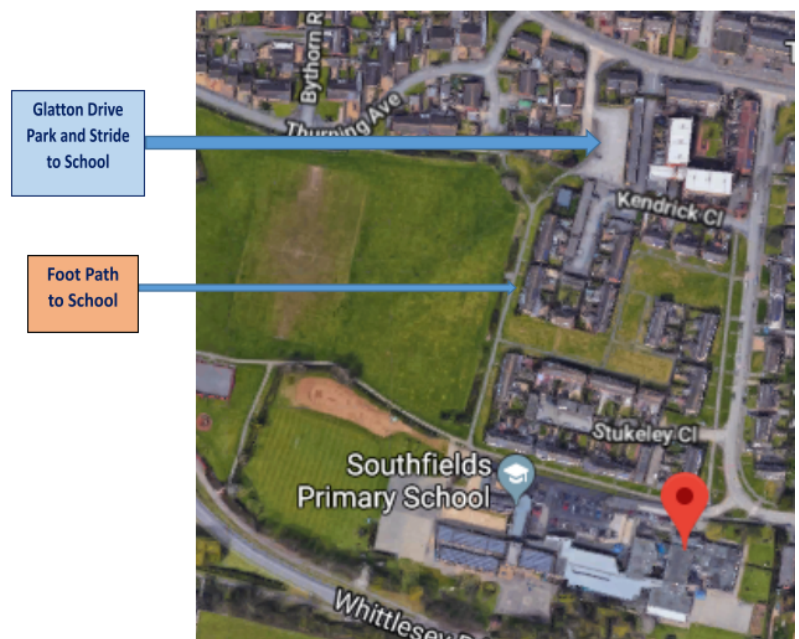 Bythorn R
T
Glatton Drive
Park and Stride
to School
Thurning Ave
Kendrick Cl
Foot Path
to School
Stukeley Cl
Southfields
Primary School
Whittlesey